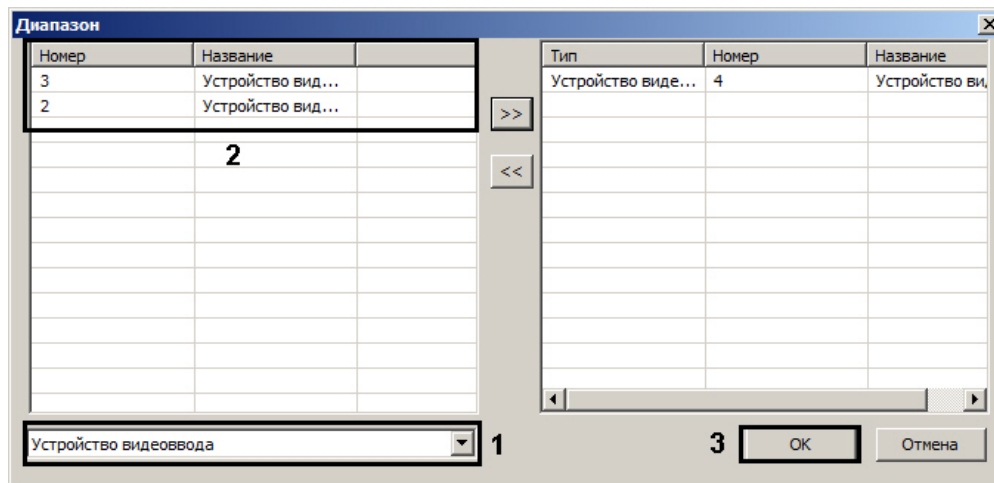 Диапазон
Номер Название Тип Номер Название
3 Устройство вид... Устройство виде... 4 Устройство ви
2 Устройство вид...
>>
2
<<
Устройство видеоввода 1 3 OK Отмена